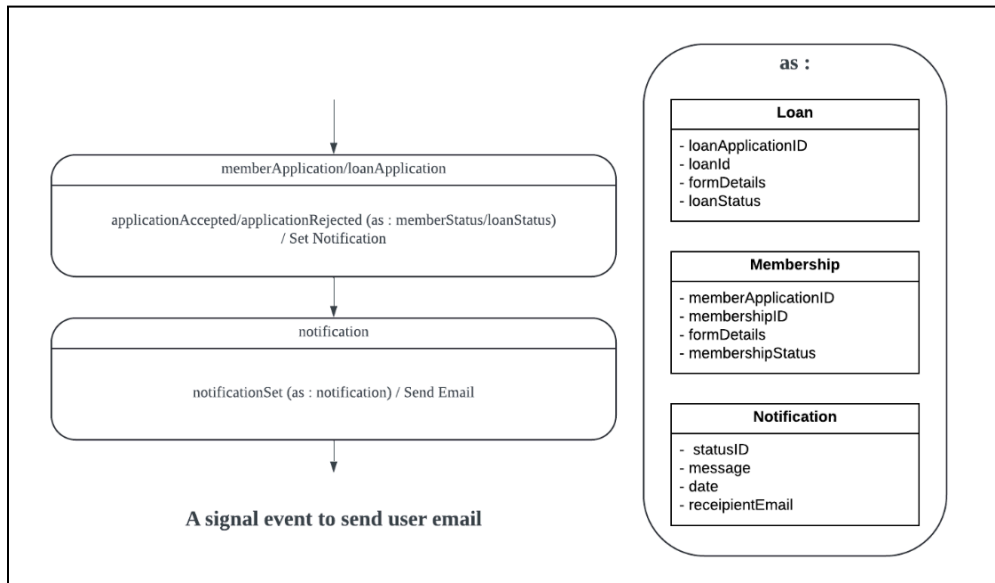 memberApplication/loanApplication
applicationAccepted/applicationRejected (as : memberStatus/loanStatus)
/ Set Notification
notification
notificationSet (as : notification) / Send Email
A signal event to send user email
as :
Loan
- loanApplicationID
- loanId
- formDetails
- loanStatus
Membership
- memberApplicationID
- membershipID
- formDetails
- membershipStatus
Notification
- statusID
- message
- date
- receipientEmail